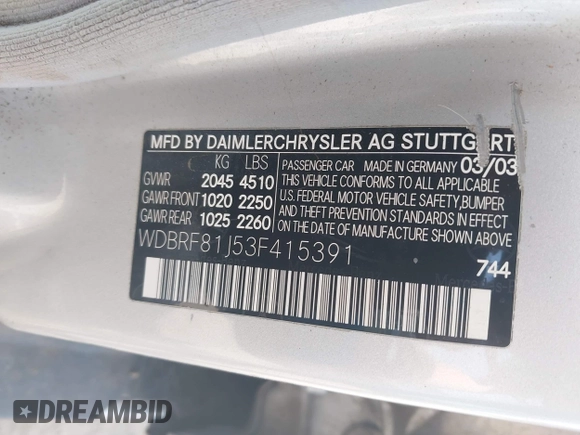 MFD BY DAIMLERCHRYSLER AG STUTTGART
KG LBS
GVWR 2045 4510
GAWR FRONT 1020 2250
GAWR REAR 1025 2260
PASSENGER CAR MADE IN GERMANY 03/03
THIS VEHICLE CONFORMS TO ALL APPLICABLE
U.S. FEDERAL MOTOR VEHICLE SAFETY, BUMPER
AND THEFT PREVENTION STANDARDS IN EFFECT
ON THE DATE OF MANUFACTURE SHOWN ABOVE.
WDBRF81J53F415391
744
DREAMBID